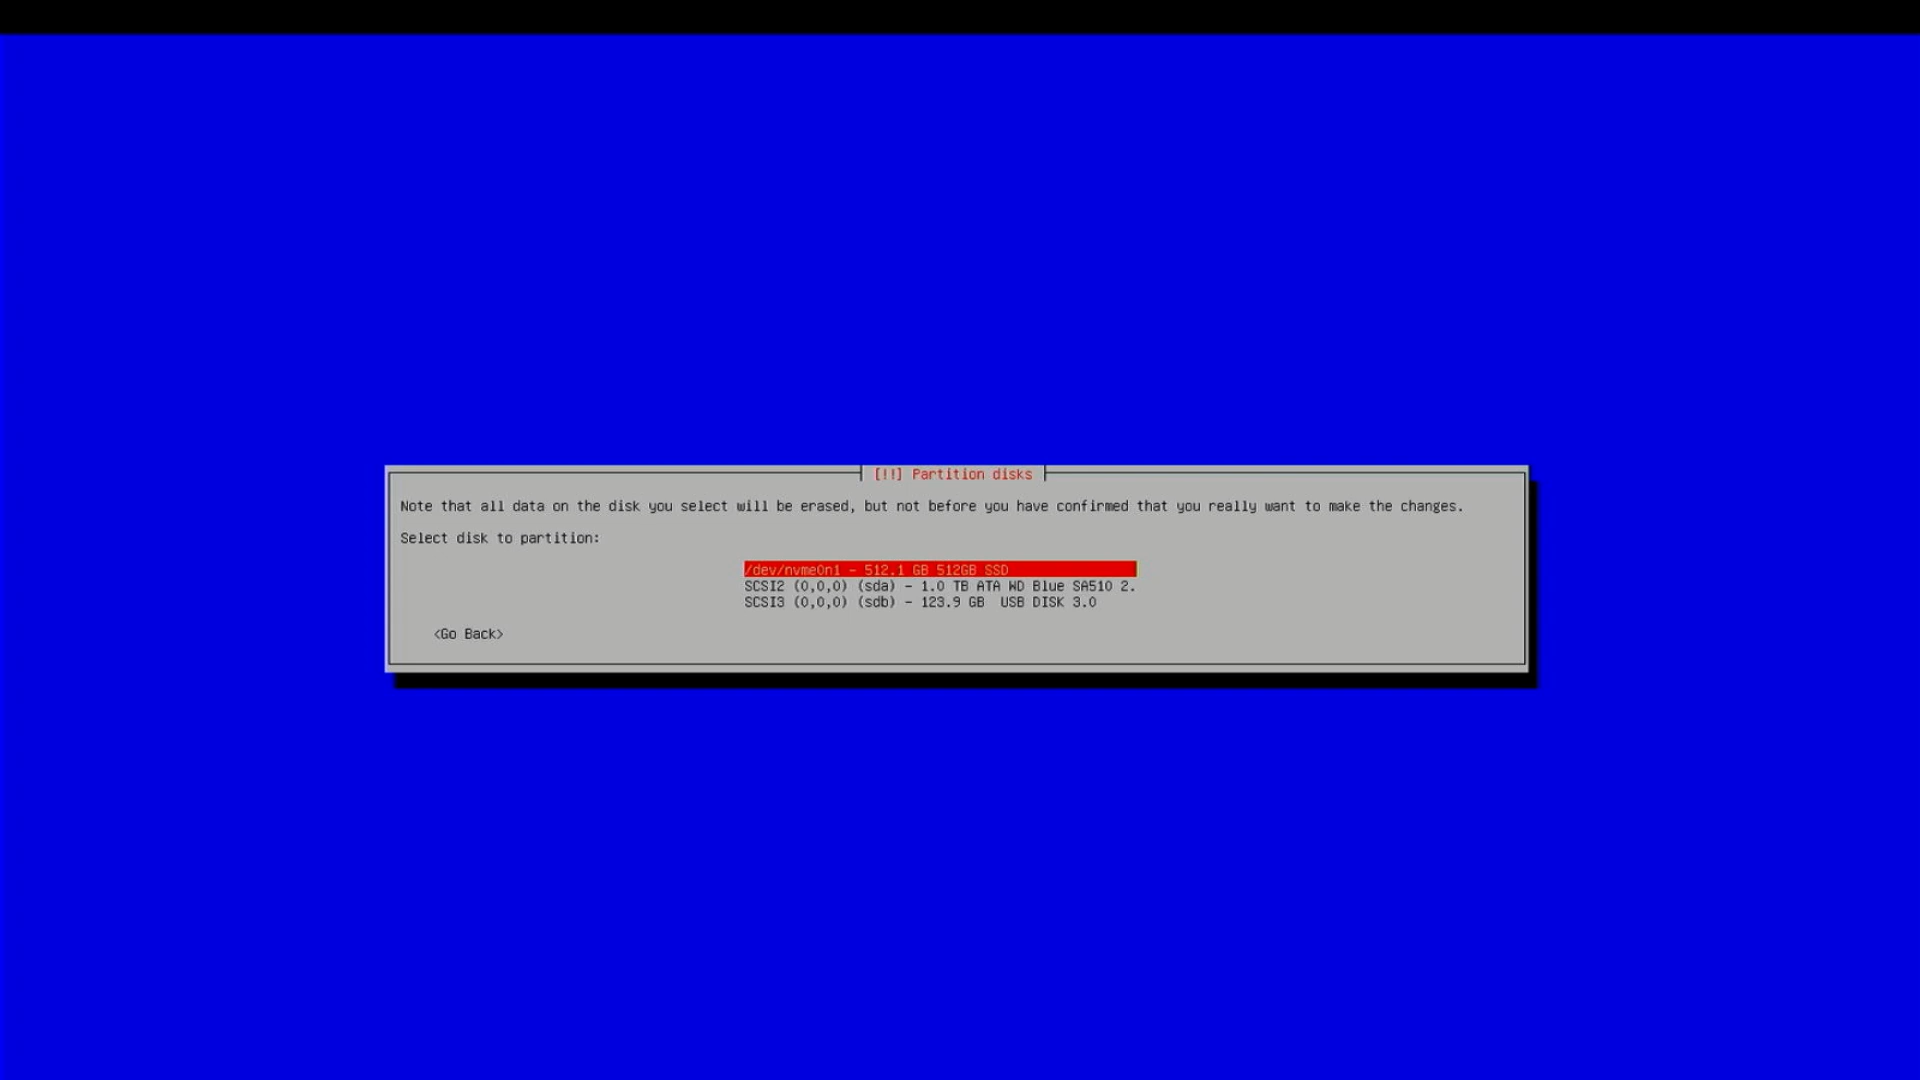 [!!] Partition disks
Note that all data on the disk you select will be erased, but not before you have confirmed that you really want to make the changes.
Select disk to partition:
/dev/nvme0n1 - 512.1 GB 512GB SSD
SCSI2 (0,0,0) (sda) - 1.0 TB ATA WD Blue SA510 2.
SCSI3 (0,0,0) (sdb) - 123.9 GB  USB DISK 3.0
<Go Back>